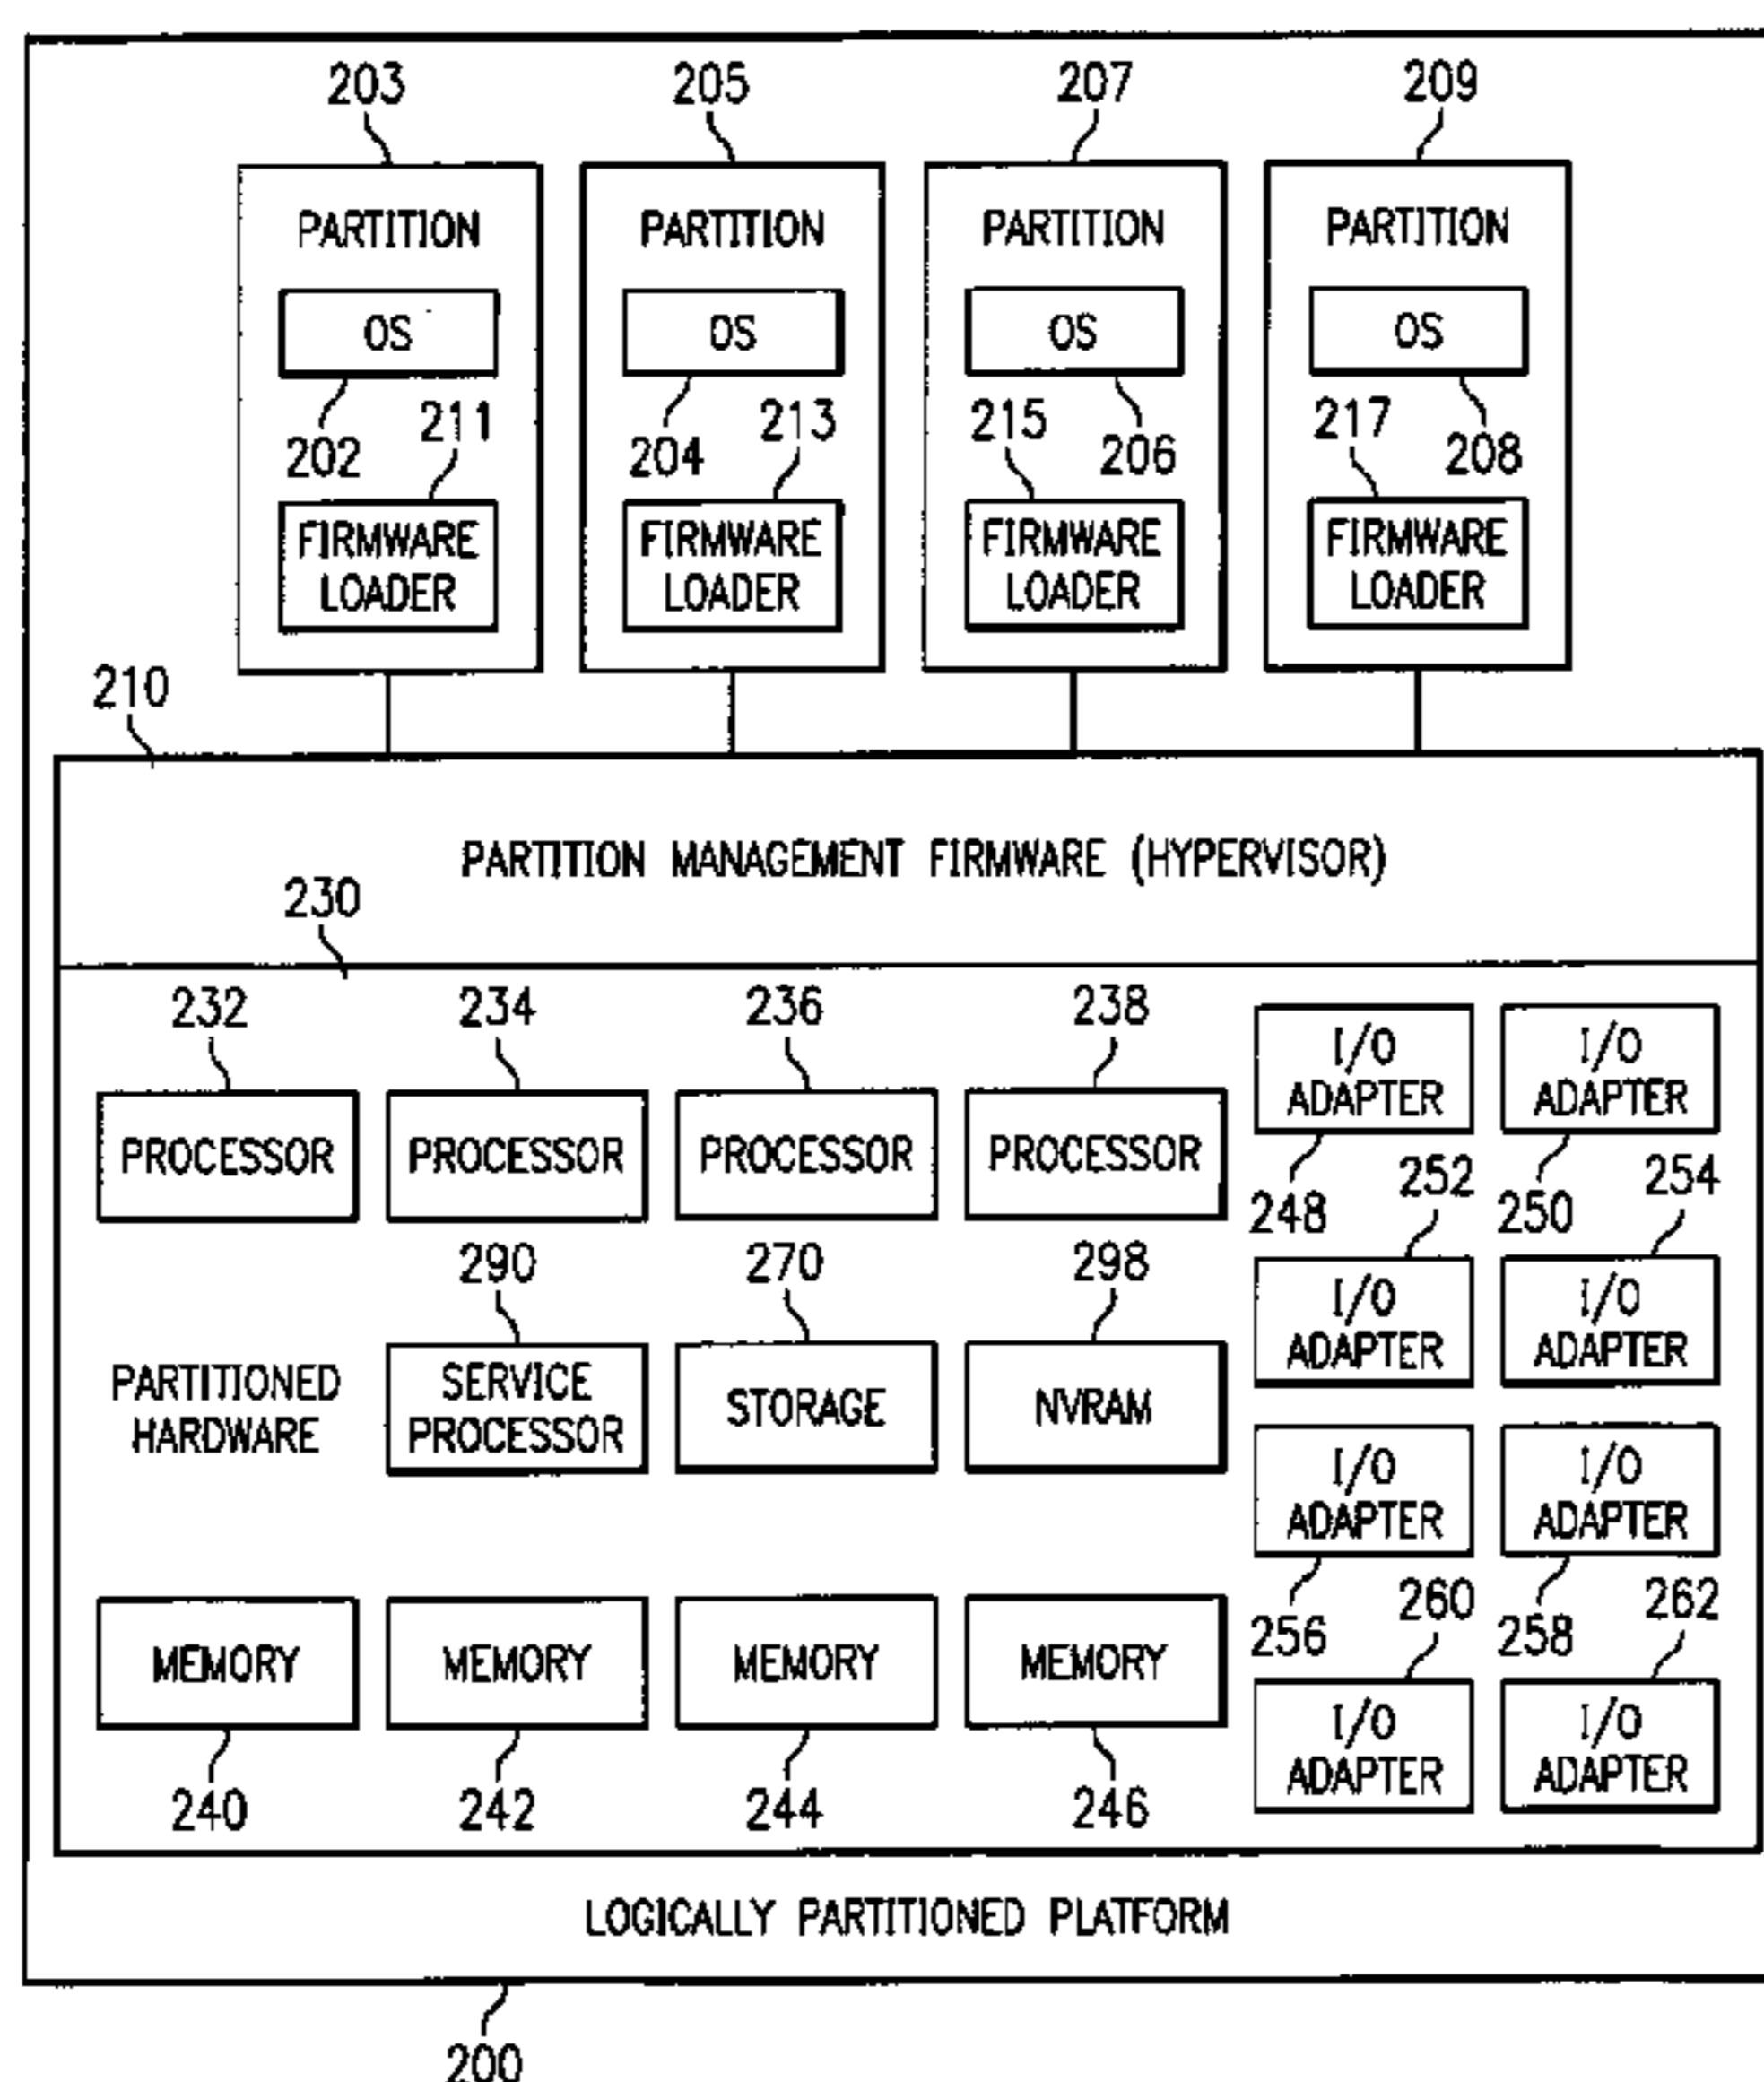 203 205 207 209
PARTITION PARTITION PARTITION PARTITION
OS OS OS OS
211 213 215 217
202 204 206 208
FIRMWARE FIRMWARE FIRMWARE FIRMWARE
LOADER LOADER LOADER LOADER
210
PARTITION MANAGEMENT FIRMWARE (HYPERVISOR)
230
232 234 236 238
I/O I/O
ADAPTER ADAPTER
PROCESSOR PROCESSOR PROCESSOR PROCESSOR
252 254
248 250
290 270 298
I/O I/O
ADAPTER ADAPTER
PARTITIONED SERVICE
HARDWARE PROCESSOR
STORAGE NVRAM
I/O I/O
ADAPTER ADAPTER
260 262
256 258
MEMORY MEMORY MEMORY MEMORY
I/O I/O
ADAPTER ADAPTER
240 242 244 246
LOGICALLY PARTITIONED PLATFORM
200